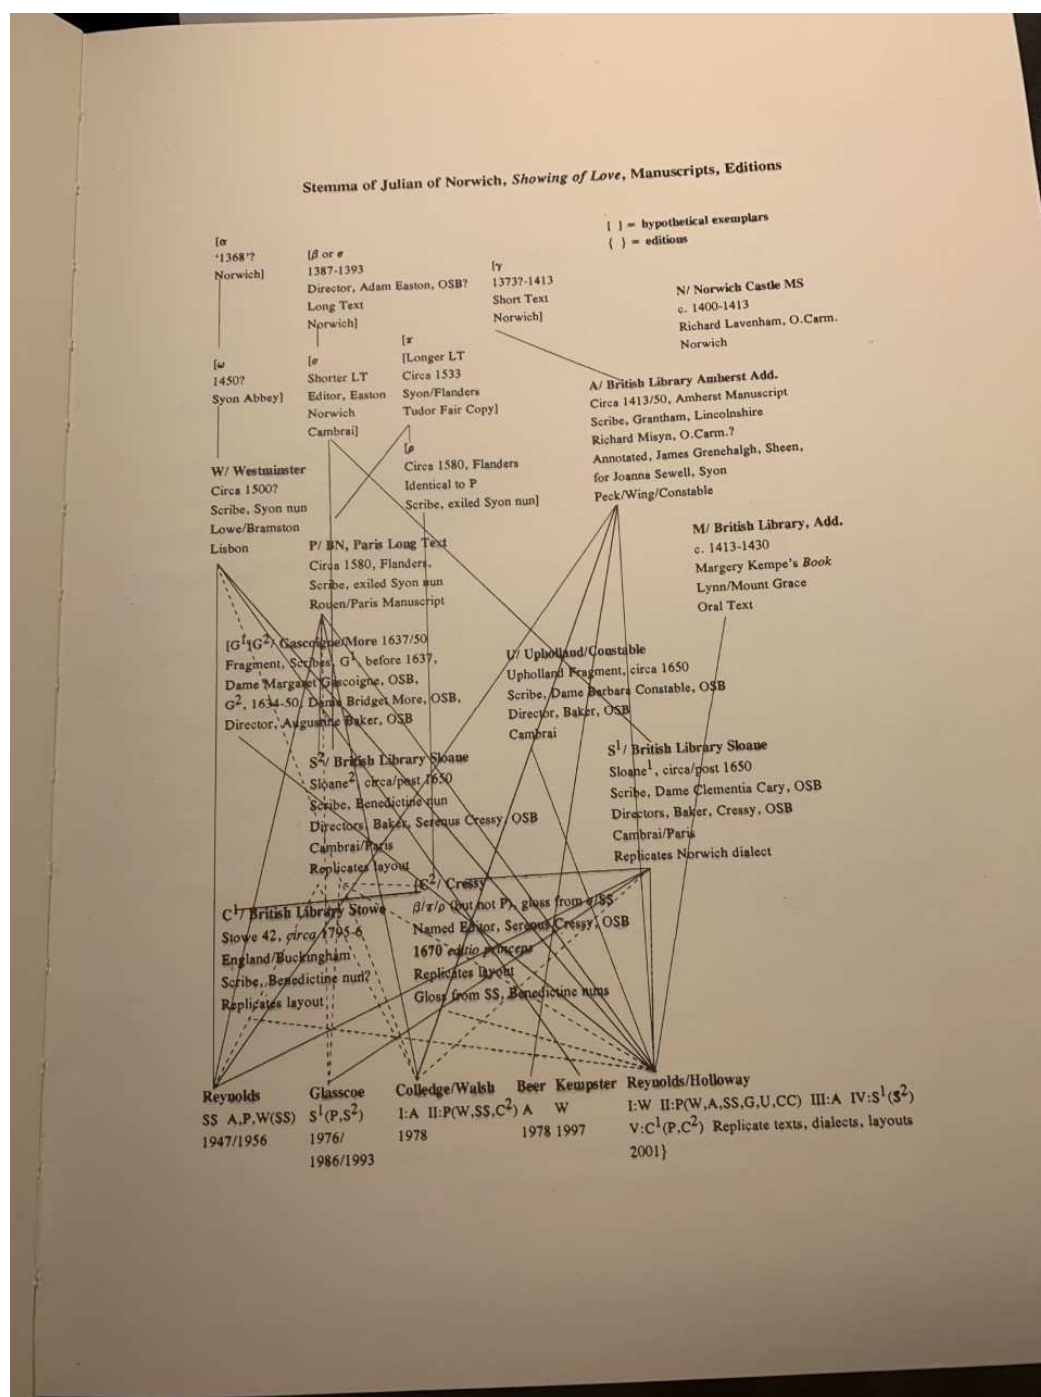 Stemma of Julian of Norwich, Showing of Love, Manuscripts, Editions
[ ] = hypothetical exemplars
{ } = editions
[α
'1368'?
Norwich]
[β or σ
1387-1393
Director, Adam Easton, OSB?
Long Text
Norwich]
[γ
1373?-1413
Short Text
Norwich]
N/ Norwich Castle MS
c. 1400-1413
Richard Lavenham, O.Carm.
Norwich
[ω
1450?
Syon Abbey]
[σ
Shorter LT
Editor, Easton
Norwich
Cambrai]
[π
[Longer LT
Circa 1533
Syon/Flanders
Tudor Fair Copy]
A/ British Library Amherst Add.
Circa 1413/50, Amherst Manuscript
Scribe, Grantham, Lincolnshire
Richard Misyn, O.Carm.?
Annotated, James Grenehalgh, Sheen,
for Joanna Sewell, Syon
Peck/Wing/Constable
[ρ
Circa 1580, Flanders
Identical to P
Scribe, exiled Syon nun]
W/ Westminster
Circa 1500?
Scribe, Syon nun
Lowe/Bramston
Lisbon
P/ BN, Paris Long Text
Circa 1580, Flanders,
Scribe, exiled Syon nun
Rouen/Paris Manuscript
M/ British Library, Add.
c. 1413-1430
Margery Kempe's Book
Lynn/Mount Grace
Oral Text
Gascoigne/More 1637/50
Fragment, Scribes, G¹, before 1637,
Dame Margaret Gascoigne, OSB,
G², 1634-50, Dame Bridget More, OSB,
Director, Augustine Baker, OSB
U/ Upholland/Constable
Upholland Fragment, circa 1650
Scribe, Dame Barbara Constable, OSB
Director, Baker, OSB
Cambrai
S²/ British Library Sloane
Sloane², circa/post 1650
Scribe, Benedictine nun
Directors, Baker, Serenus Cressy, OSB
Cambrai/Paris
Replicates layout
S¹/ British Library Sloane
Sloane¹, circa/post 1650
Scribe, Dame Clementia Cary, OSB
Directors, Baker, Cressy, OSB
Cambrai/Paris
Replicates Norwich dialect
C¹/ British Library Stowe
Stowe 42, circa 1795-6
England/Buckingham
Scribe, Benedictine nun?
Replicates layout
{C²/ Cressy
β/π/ρ (but not P), gloss from σ/SS
Named Editor, Serenus Cressy, OSB
1670 editio princeps
Replicates layout
Gloss from SS, Benedictine nuns
Reynolds
SS A,P,W(SS)
1947/1956
Glasscoe
S¹(P,S²)
1976/
1986/1993
Colledge/Walsh
I:A II:P(W,SS,C²)
1978
Beer
A
1978
Kempster
W
1997
Reynolds/Holloway
I:W II:P(W,A,SS,G,U,CC) III:A IV:S¹(S²)
V:C¹(P,C²) Replicate texts, dialects, layouts
2001}